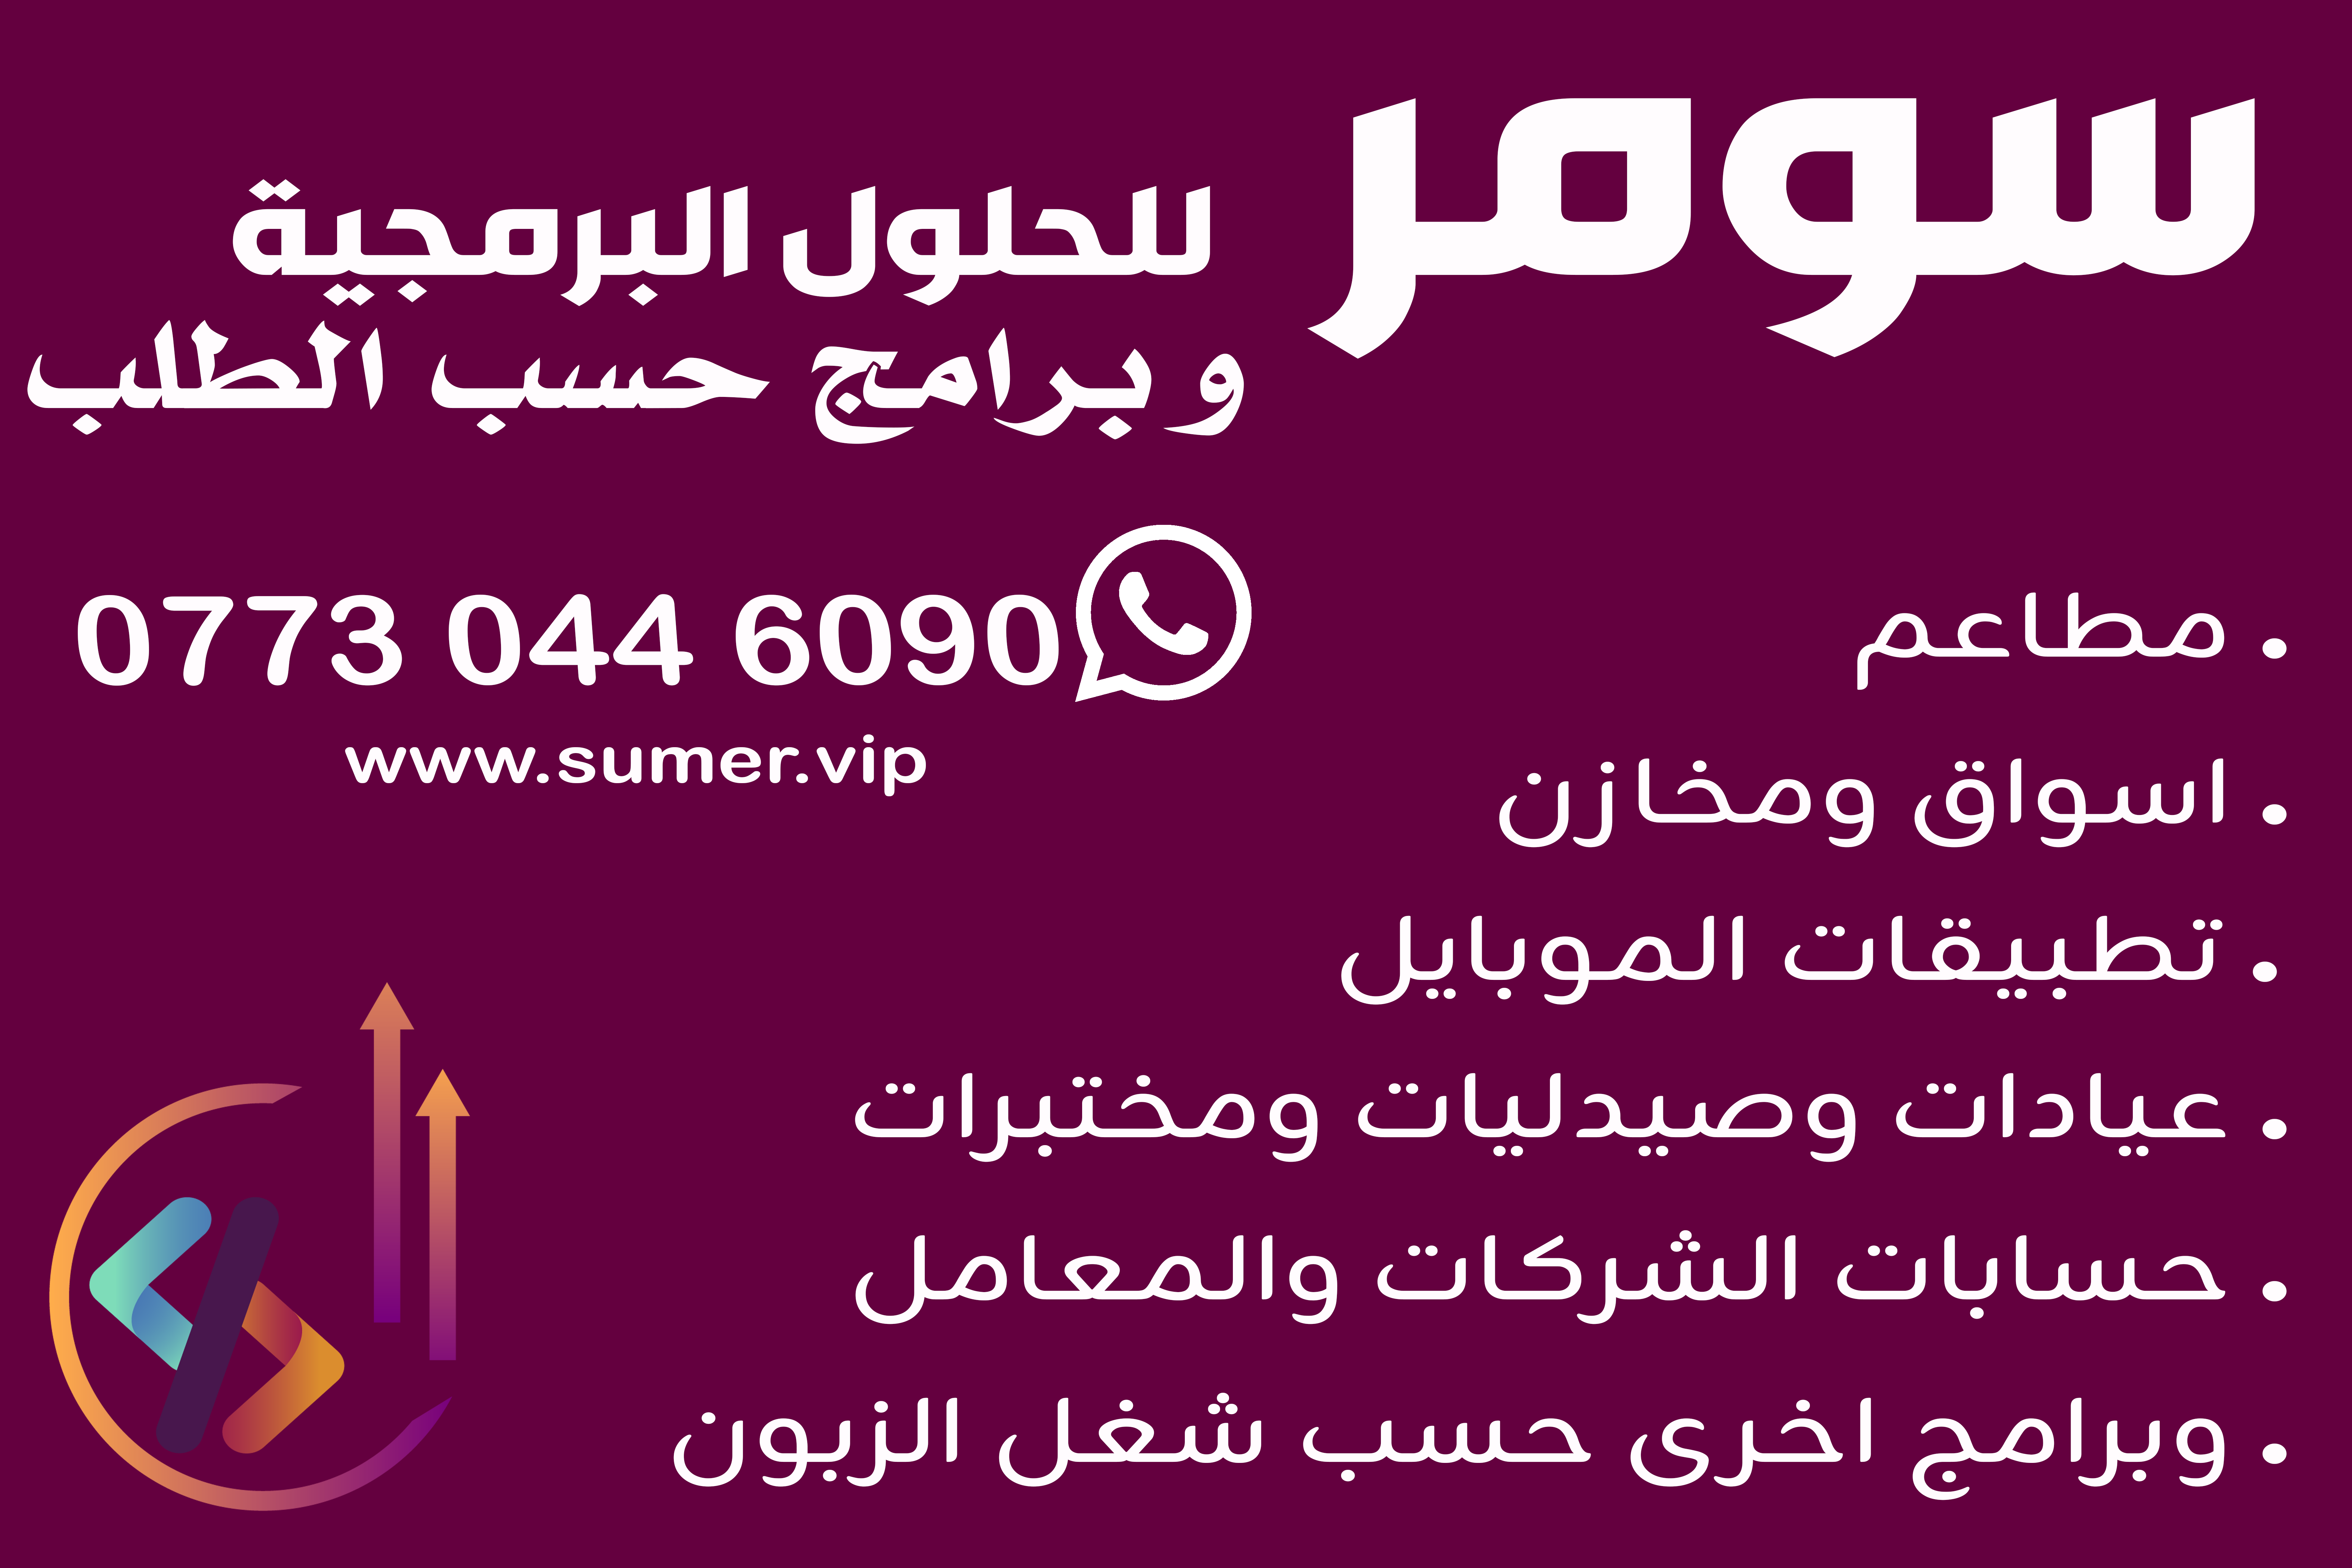 سومر
للحلول البرمجية
و برامج حسب الطلب
0773 044 6090
www.sumer.vip
. مطاعم
. اسواق ومخازن
. تطبيقات الموبايل
. عيادات وصيدليات ومختبرات
. حسابات الشركات والمعامل
. وبرامج اخرى حسب شغل الزبون